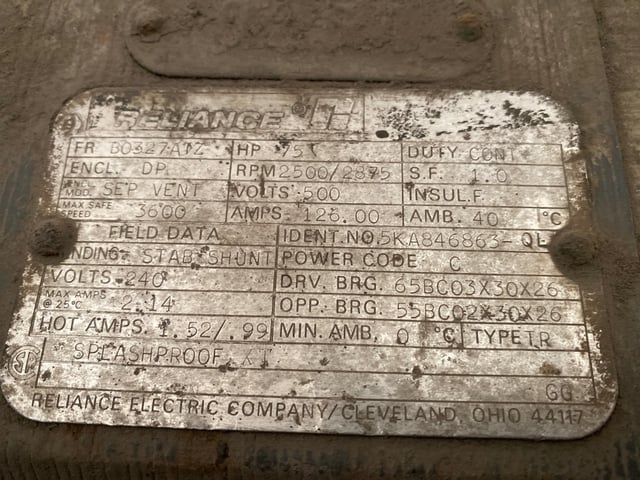 RELIANCE
FR B0327ATZ HP 75 DUTY CONT
ENCL. DP RPM 2500/2875 S.F. 1.0
MOD. SEP VENT VOLTS 500 INSUL. F
MAX SAFE SPEED 3600 AMPS. 126.00 AMB. 40 °C
FIELD DATA IDENT.NO. 5KA846863-QL
STAB SHUNT POWER CODE C
VOLTS 240 DRV. BRG. 65BC03X30X26
MAX AMPS @ 25°C 2.14 OPP. BRG. 55BC02X30X26
HOT AMPS. 1.52/.99 MIN. AMB. 0 °C TYPE TR
SPLASHPROOF XT
GG
RELIANCE ELECTRIC COMPANY/CLEVELAND, OHIO 44117